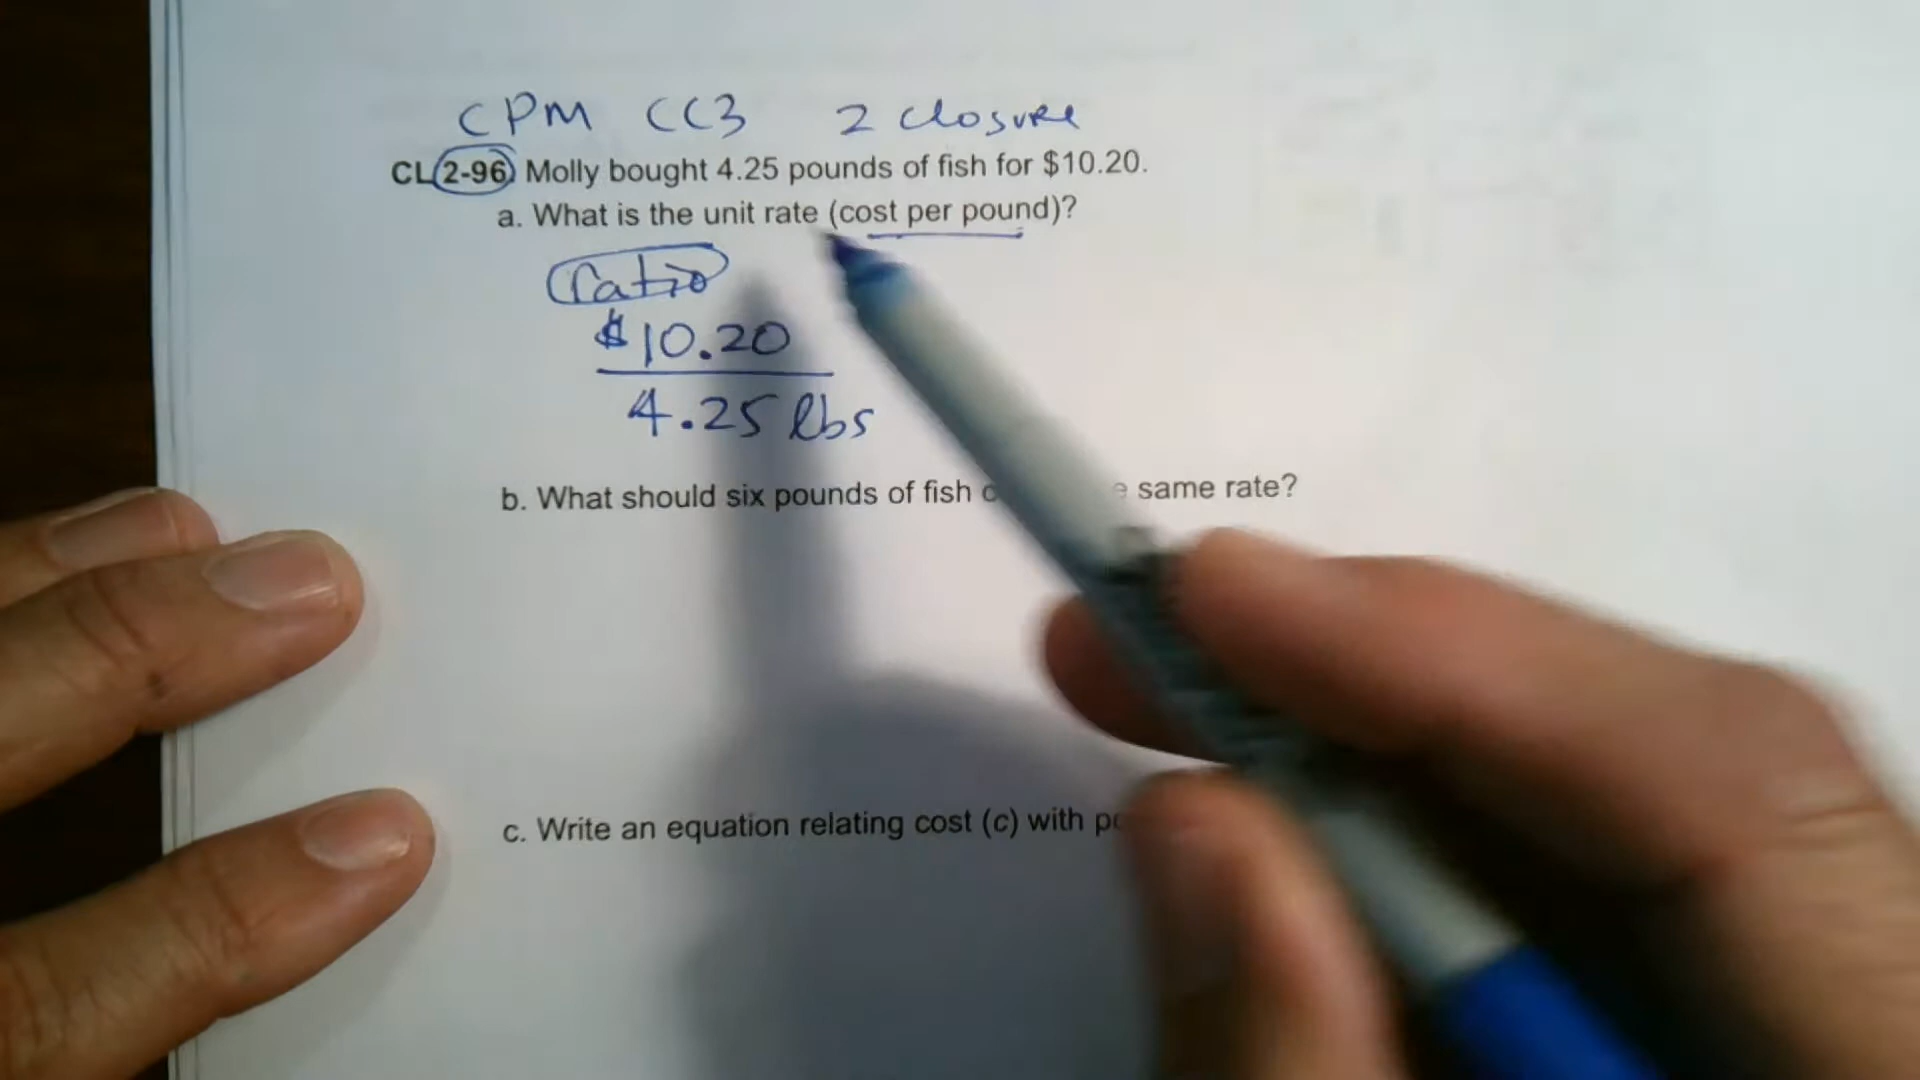 CPM CC3 2 closure
CL 2-96 Molly bought 4.25 pounds of fish for $10.20.
a. What is the unit rate (cost per pound)?
ratio
$10.20
4.25 lbs
b. What should six pounds of fish same rate?
c. Write an equation relating cost (c) with